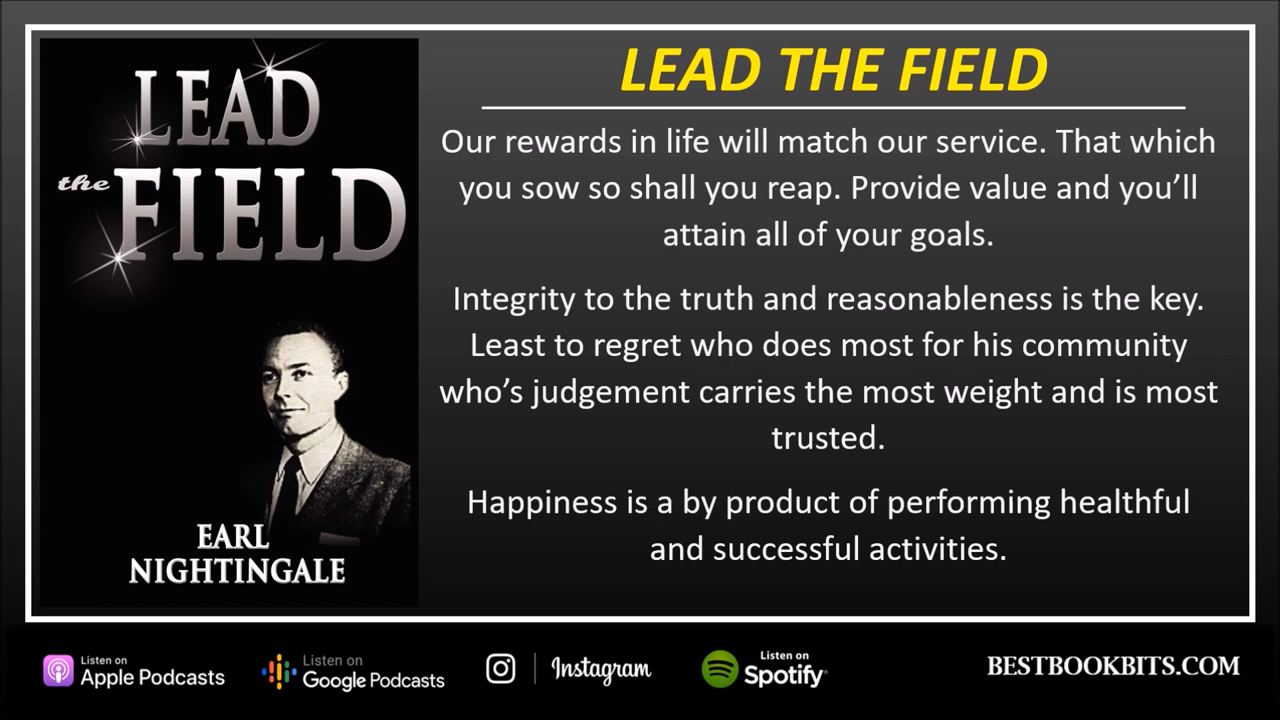 LEAD
the FIELD
EARL
NIGHTINGALE
LEAD THE FIELD
Our rewards in life will match our service. That which
you sow so shall you reap. Provide value and you’ll
attain all of your goals.
Integrity to the truth and reasonableness is the key.
Least to regret who does most for his community
who’s judgement carries the most weight and is most
trusted.
Happiness is a by product of performing healthful
and successful activities.
Listen on
Apple Podcasts
Listen on
Google Podcasts
Instagram
Listen on
Spotify
BESTBOOKBITS.COM